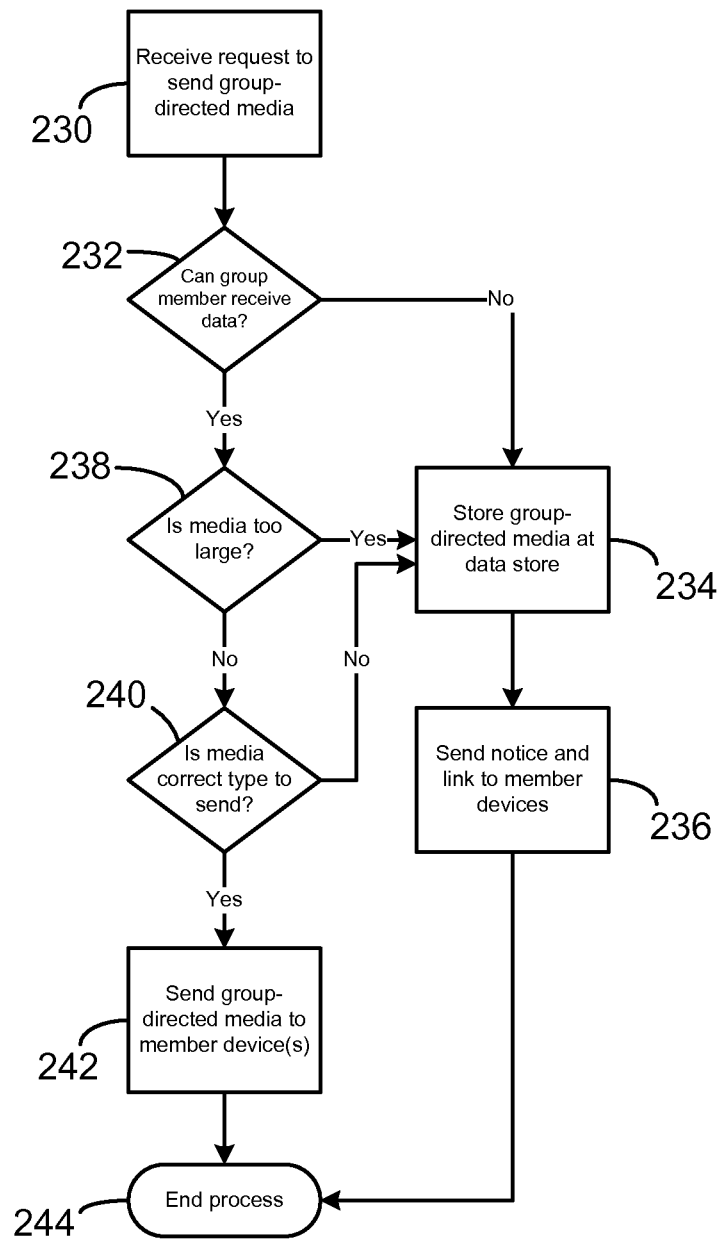 Receive request to
send group-
directed media
230
232
Can group
member receive
data?
No
Yes
238
Is media too
large?
Yes
Store group-
directed media at
data store
234
No
No
240
Is media
correct type to
send?
Send notice and
link to member
devices
236
Yes
Send group-
directed media to
member device(s)
242
End process
244